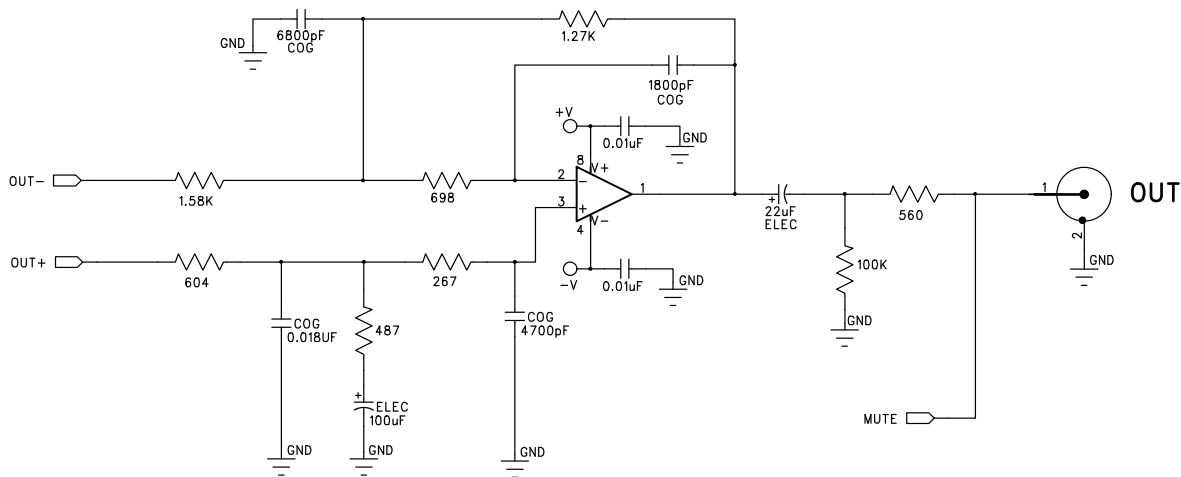 GND
6800pF
COG
1.27K
1800pF
COG
+V
0.01uF
GND
8
V+
OUT-
1.58K
698
2
-
3
+
1
4
V-
+
22uF
ELEC
560
1
OUT
2
GND
OUT+
604
267
-V
0.01uF
GND
100K
GND
COG
0.018UF
487
COG
4700pF
+
ELEC
100uF
MUTE
GND
GND
GND